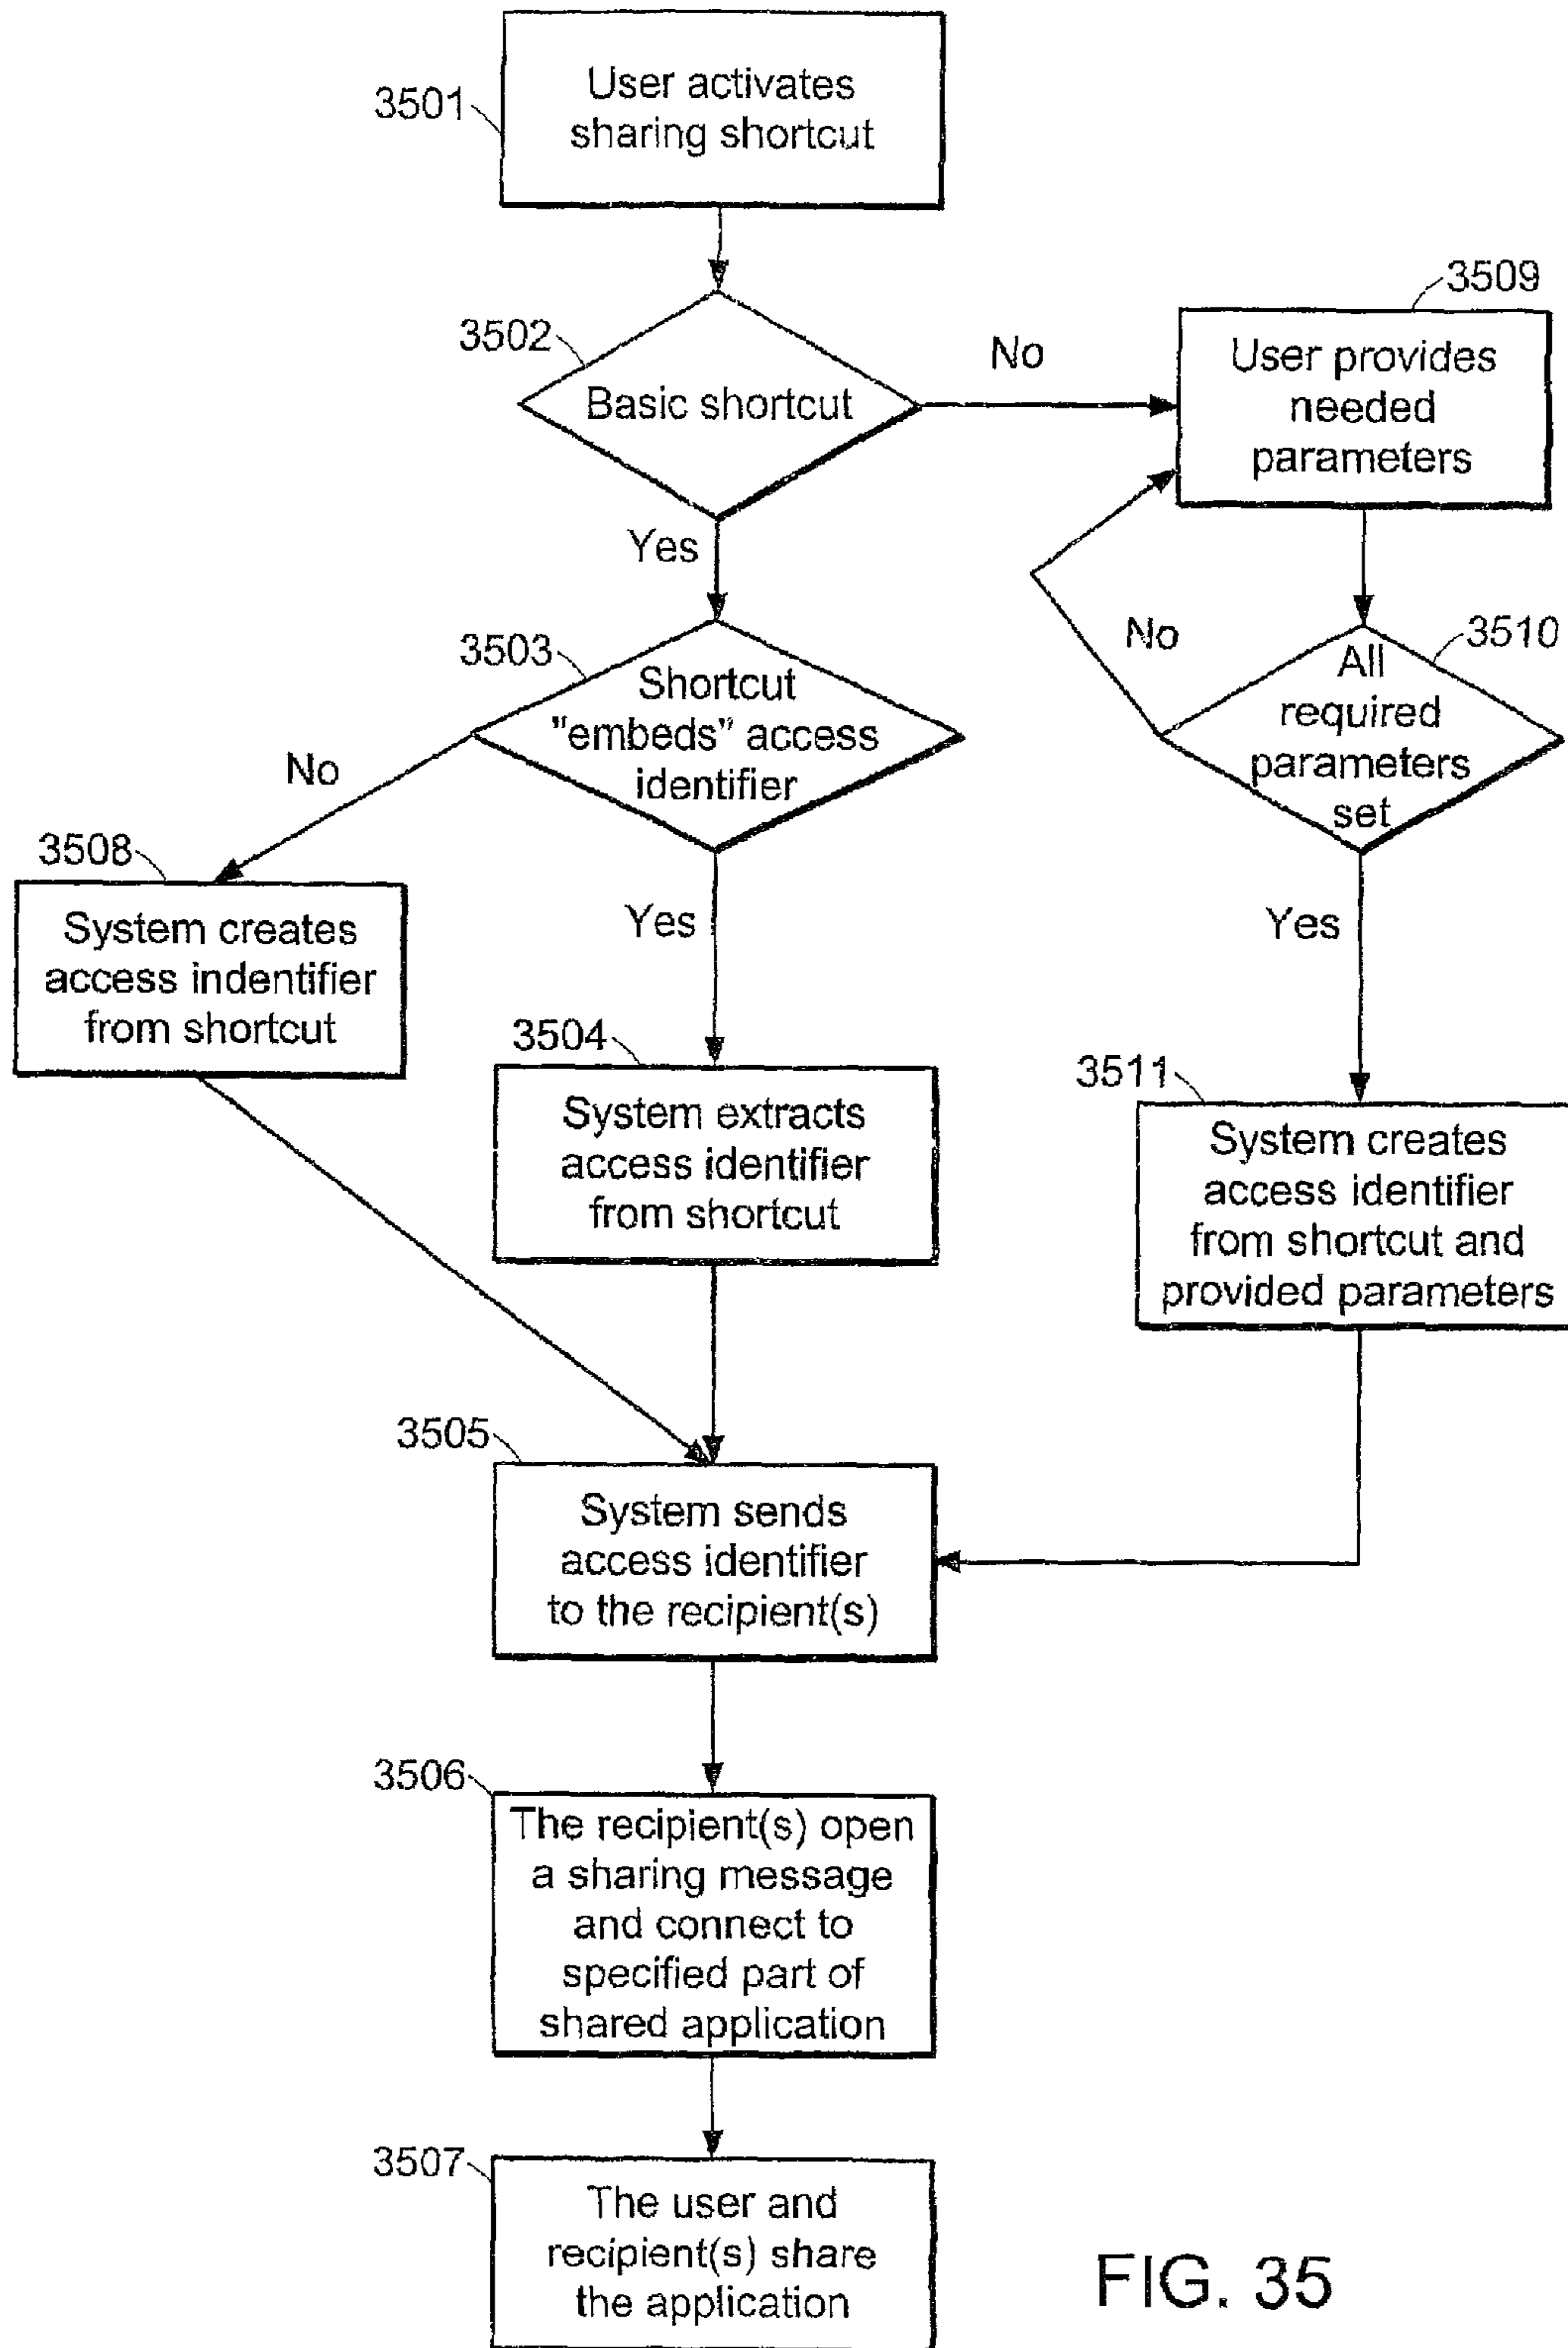 3501
User activates
sharing shortcut
3502
Basic shortcut
No
Yes
3509
User provides
needed
parameters
3503
Shortcut
"embeds" access
identifier
No
Yes
3510
All
required
parameters
set
No
Yes
3508
System creates
access indentifier
from shortcut
3504
System extracts
access identifier
from shortcut
3511
System creates
access identifier
from shortcut and
provided parameters
3505
System sends
access identifier
to the recipient(s)
3506
The recipient(s) open
a sharing message
and connect to
specified part of
shared application
3507
The user and
recipient(s) share
the application
FIG. 35